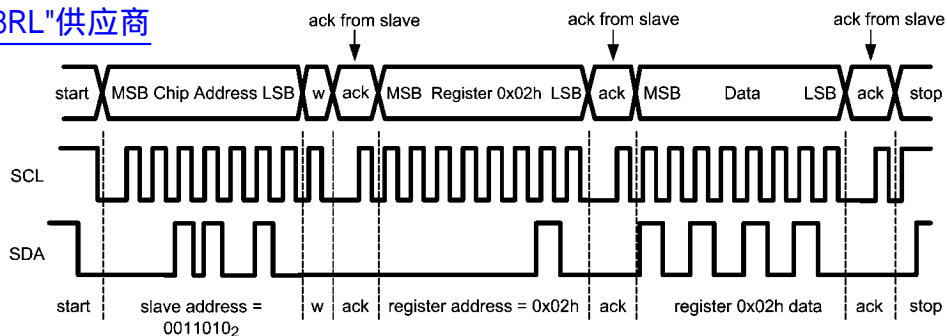 3RL"供应商
ack from slave ack from slave ack from slave
start MSB Chip Address LSB w ack MSB Register 0x02h LSB ack MSB Data LSB ack stop
SCL
SDA
start slave address = w ack register address = 0x02h ack register 0x02h data ack stop
0011010₂